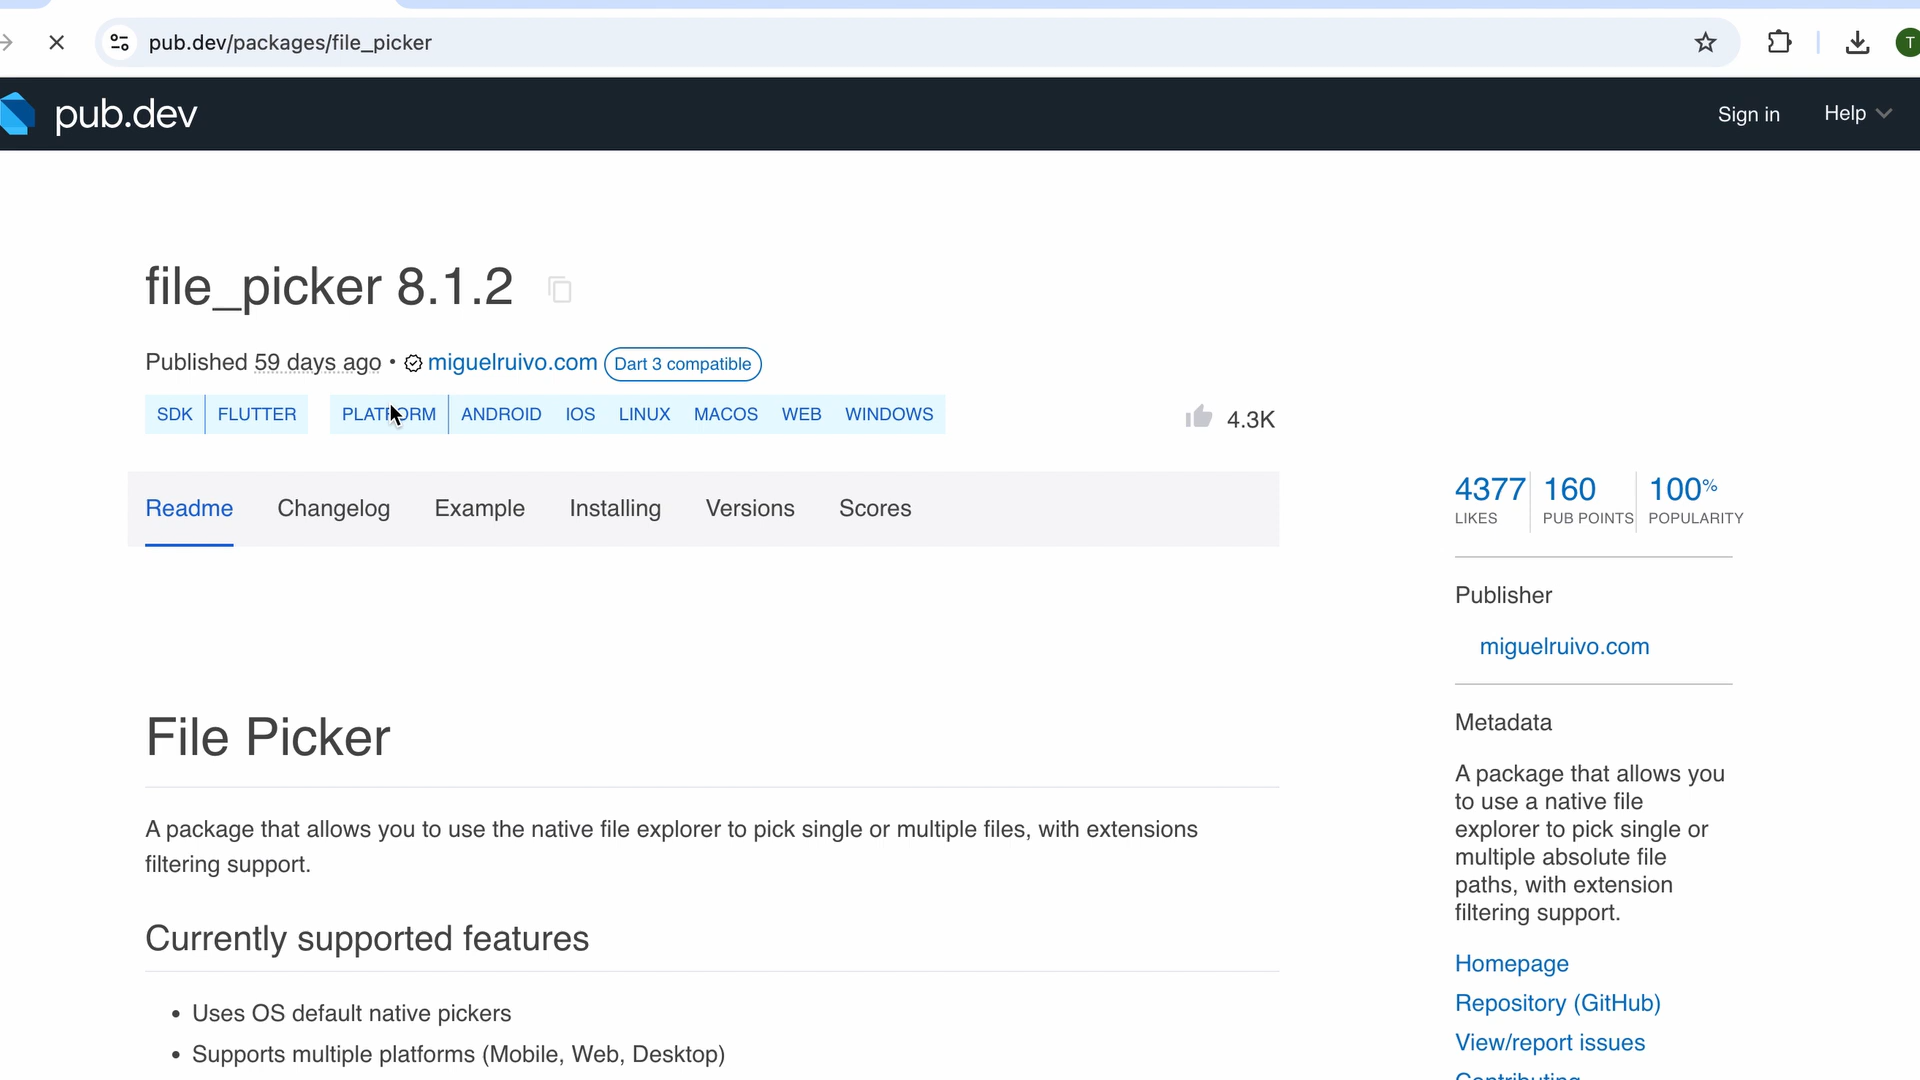 pub.dev/packages/file_picker
T
pub.dev
Sign in
Help
file_picker 8.1.2
Published 59 days ago • miguelruivo.com Dart 3 compatible
SDK FLUTTER PLATFORM ANDROID IOS LINUX MACOS WEB WINDOWS
4.3K
Readme Changelog Example Installing Versions Scores
File Picker
A package that allows you to use the native file explorer to pick single or multiple files, with extensions
filtering support.
Currently supported features
• Uses OS default native pickers
• Supports multiple platforms (Mobile, Web, Desktop)
4377 160 100%
LIKES PUB POINTS POPULARITY
Publisher
miguelruivo.com
Metadata
A package that allows you
to use a native file
explorer to pick single or
multiple absolute file
paths, with extension
filtering support.
Homepage
Repository (GitHub)
View/report issues
Contributing